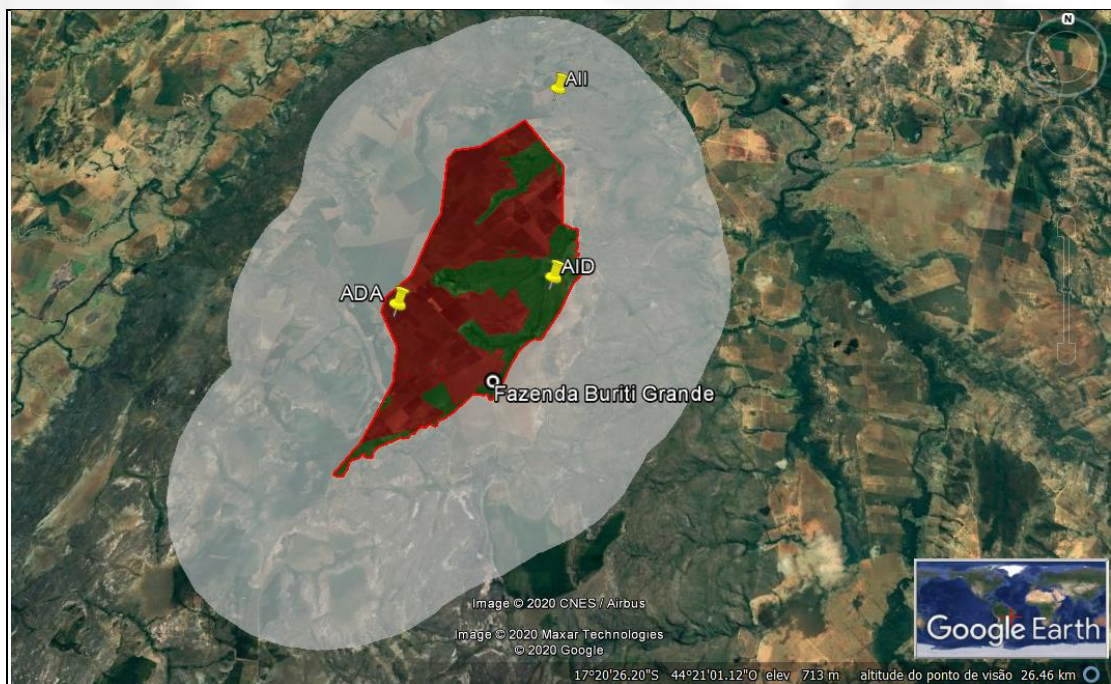 N
AII
AID
ADA
Fazenda Buriti Grande
Image © 2020 CNES / Airbus
Image © 2020 Maxar Technologies
© 2020 Google
Google Earth
17°20'26.20"S 44°21'01.12"O elev 713 m altitude do ponto de visão 26.46 km